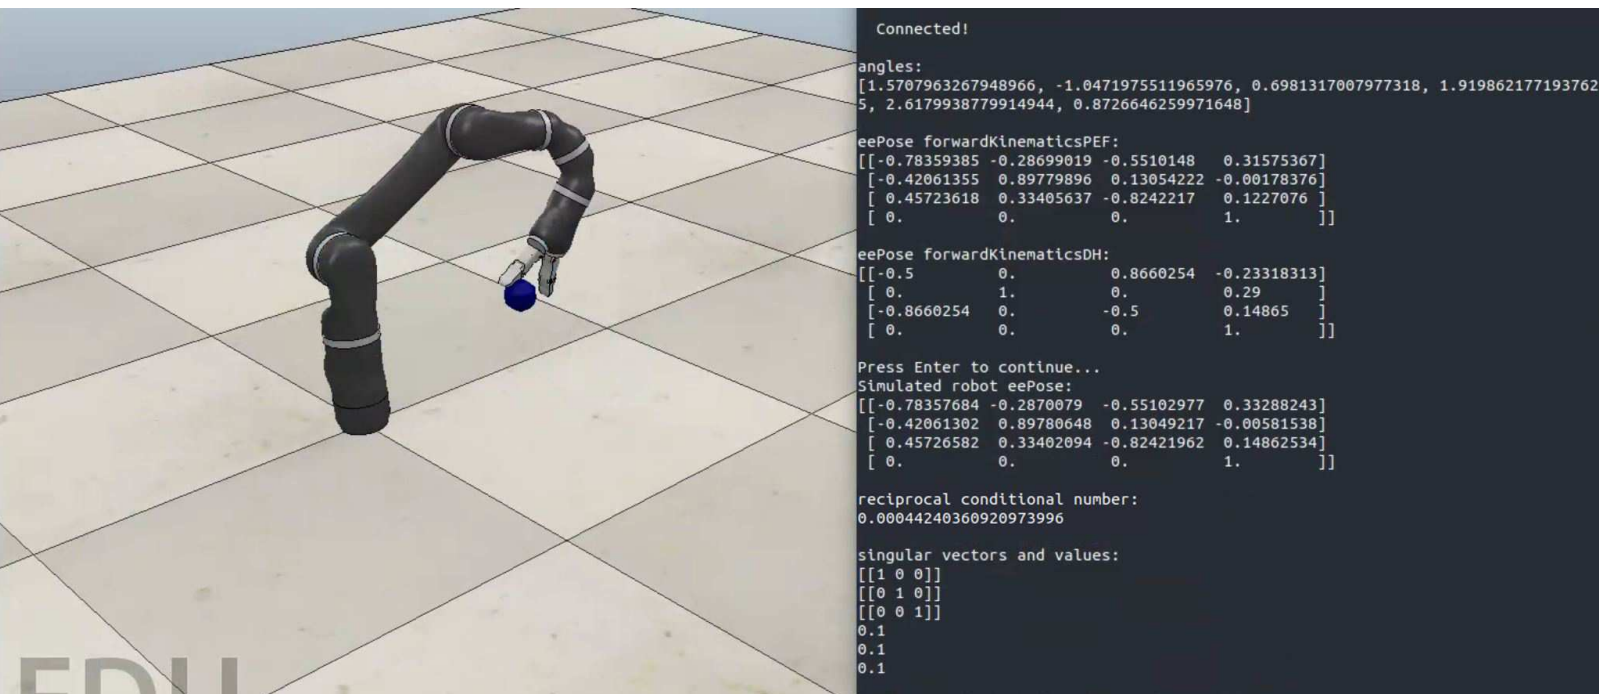 Connected!
angles:
[1.5707963267948966, -1.0471975511965976, 0.6981317007977318, 1.919862177193762
5, 2.6179938779914944, 0.8726646259971648]
eePose forwardKinematicsPEF:
[[-0.78359385 -0.28699019 -0.5510148   0.31575367]
 [-0.42061355  0.89779896  0.13054222 -0.00178376]
 [ 0.45723618  0.33405637 -0.8242217   0.1227076 ]
 [ 0.          0.          0.          1.        ]]
eePose forwardKinematicsDH:
[[-0.5         0.          0.8660254  -0.23318313]
 [ 0.          1.          0.          0.29      ]
 [-0.8660254   0.         -0.5         0.14865   ]
 [ 0.          0.          0.          1.        ]]
Press Enter to continue...
Simulated robot eePose:
[[-0.78357684 -0.2870079  -0.55102977  0.33288243]
 [-0.42061302  0.89780648  0.13049217 -0.00581538]
 [ 0.45726582  0.33402094 -0.82421962  0.14862534]
 [ 0.          0.          0.          1.        ]]
reciprocal conditional number:
0.00044240360920973996
singular vectors and values:
[[1 0 0]]
[[0 1 0]]
[[0 0 1]]
0.1
0.1
0.1
EDU